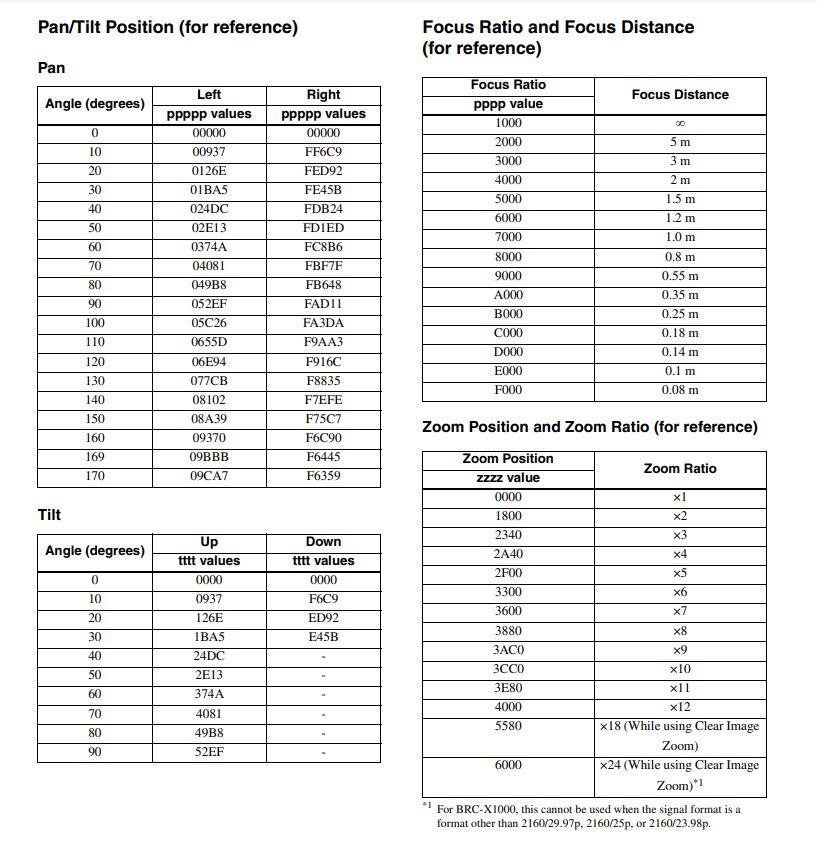 Pan/Tilt Position (for reference)
Pan
Angle (degrees) Left Right
ppppp values ppppp values
0 00000 00000
10 00937 FF6C9
20 0126E FED92
30 01BA5 FE45B
40 024DC FDB24
50 02E13 FD1ED
60 0374A FC8B6
70 04081 FBF7F
80 049B8 FB648
90 052EF FAD11
100 05C26 FA3DA
110 0655D F9AA3
120 06E94 F916C
130 077CB F8835
140 08102 F7EFE
150 08A39 F75C7
160 09370 F6C90
169 09BBB F6445
170 09CA7 F6359
Tilt
Angle (degrees) Up Down
tttt values tttt values
0 0000 0000
10 0937 F6C9
20 126E ED92
30 1BA5 E45B
40 24DC -
50 2E13 -
60 374A -
70 4081 -
80 49B8 -
90 52EF -
Focus Ratio and Focus Distance
(for reference)
Focus Ratio Focus Distance
pppp value
1000 ∞
2000 5 m
3000 3 m
4000 2 m
5000 1.5 m
6000 1.2 m
7000 1.0 m
8000 0.8 m
9000 0.55 m
A000 0.35 m
B000 0.25 m
C000 0.18 m
D000 0.14 m
E000 0.1 m
F000 0.08 m
Zoom Position and Zoom Ratio (for reference)
Zoom Position Zoom Ratio
zzzz value
0000 ×1
1800 ×2
2340 ×3
2A40 ×4
2F00 ×5
3300 ×6
3600 ×7
3880 ×8
3AC0 ×9
3CC0 ×10
3E80 ×11
4000 ×12
5580 ×18 (While using Clear Image
Zoom)
6000 ×24 (While using Clear Image
Zoom)*1
*1 For BRC-X1000, this cannot be used when the signal format is a
format other than 2160/29.97p, 2160/25p, or 2160/23.98p.